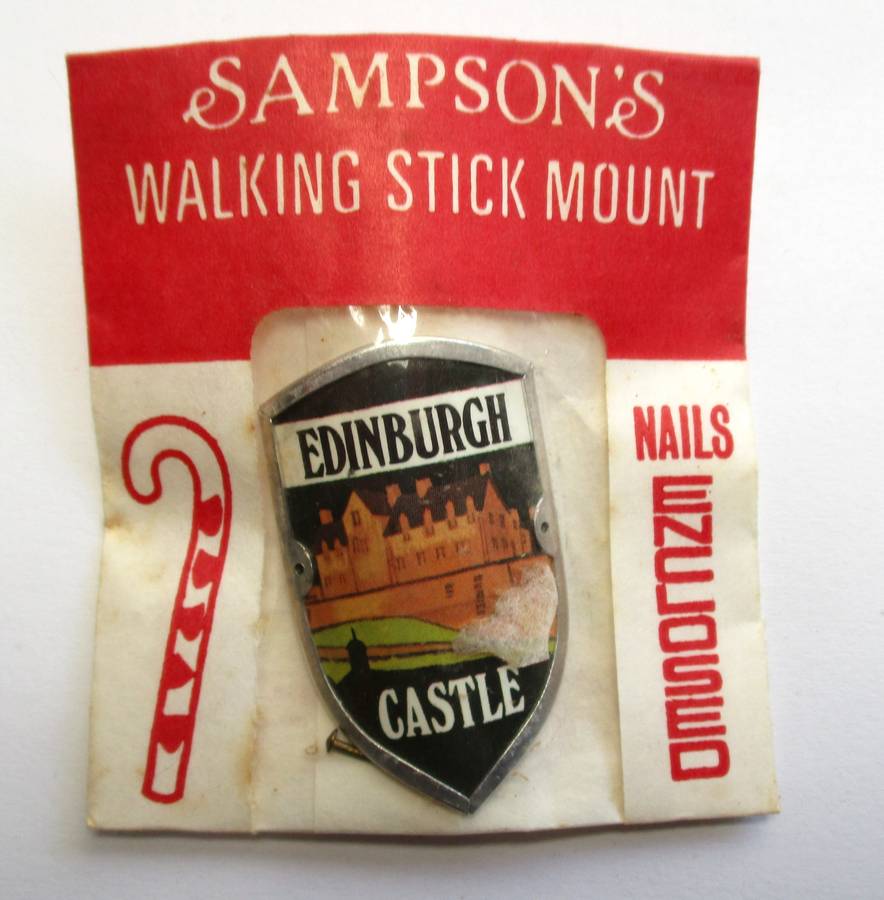 SAMPSON'S
WALKING STICK MOUNT
EDINBURGH
CASTLE
NAILS
ENCLOSED